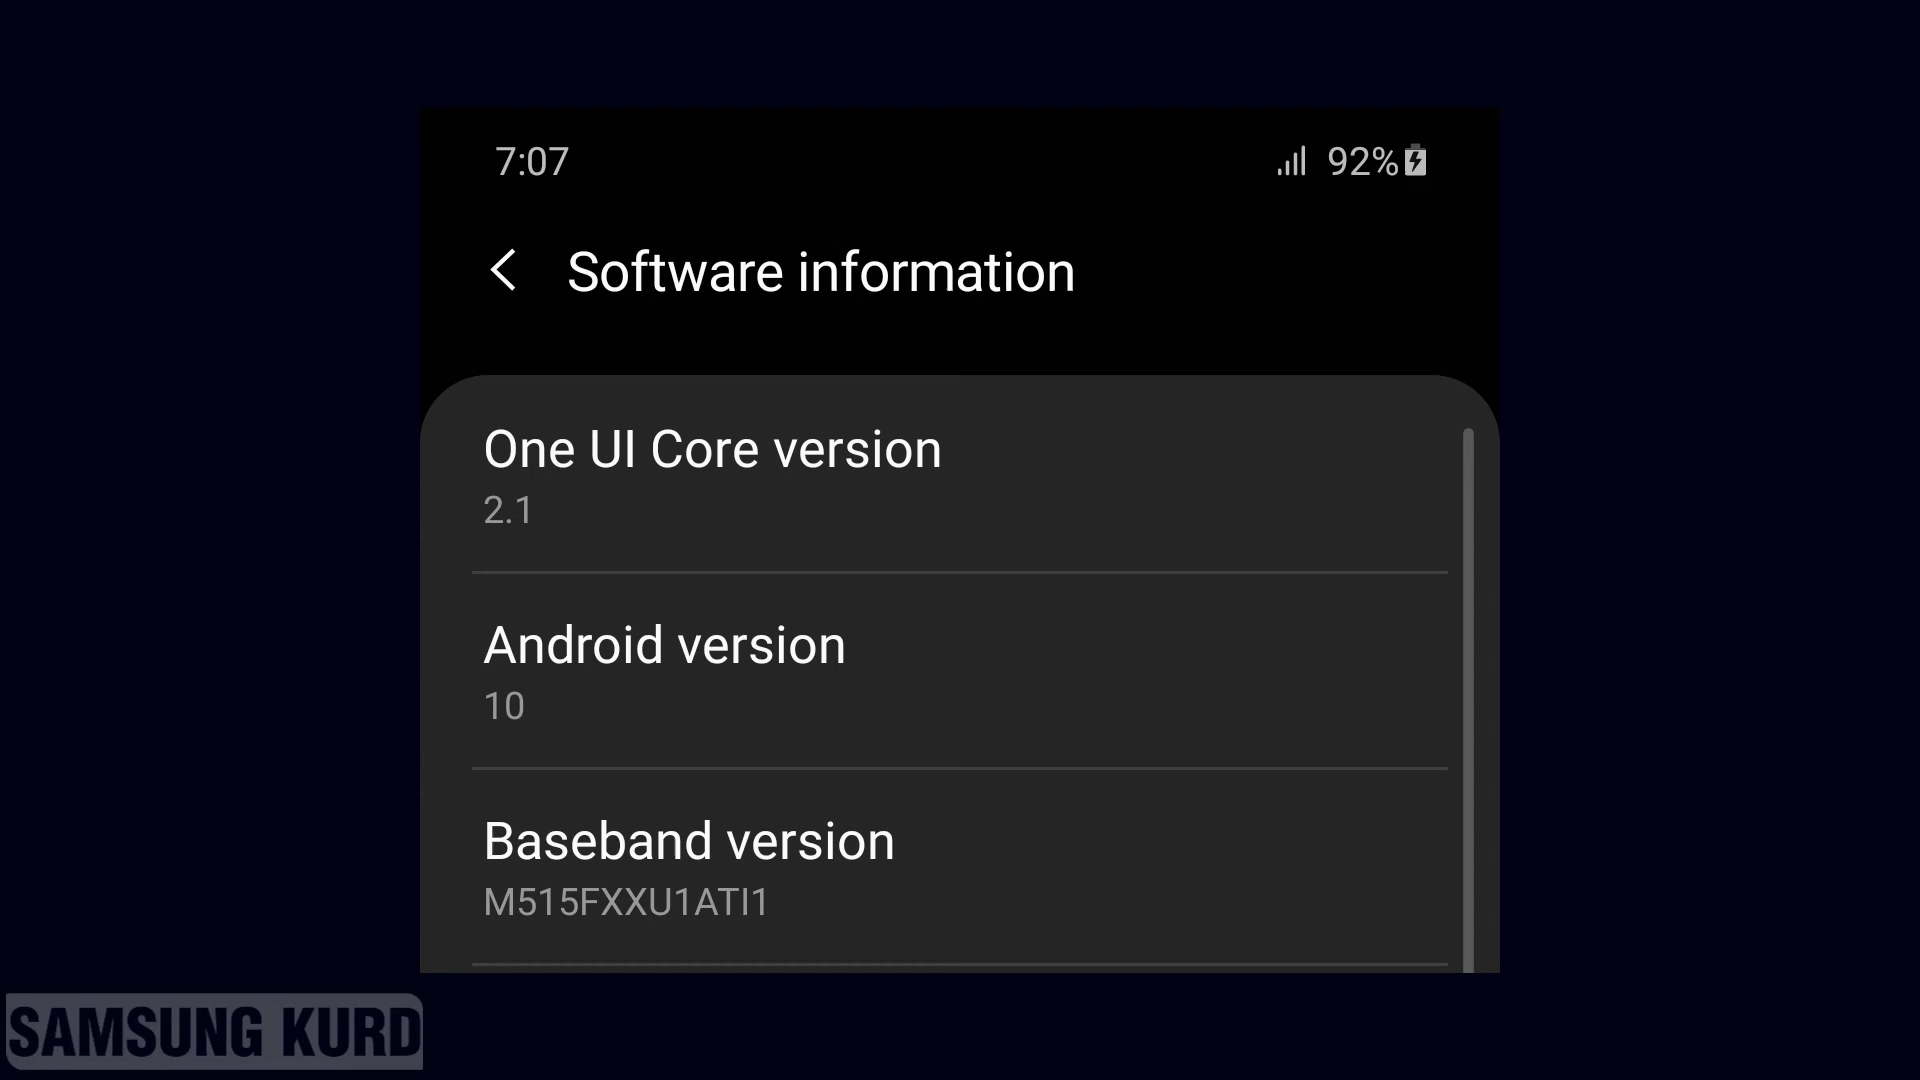 7:07 92%
Software information
One UI Core version
2.1
Android version
10
Baseband version
M515FXXU1ATI1
SAMSUNG KURD